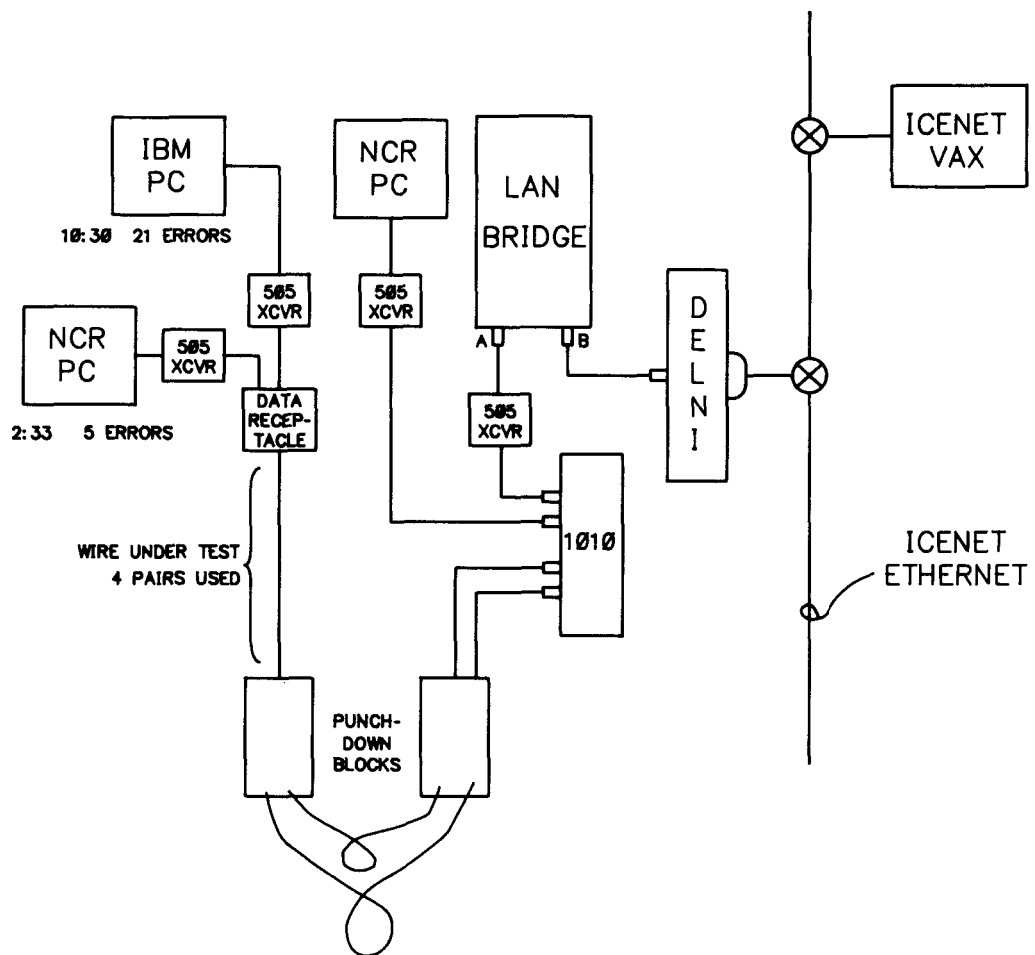 ICENET
VAX
IBM
PC
NCR
PC
LAN
BRIDGE
10:30 21 ERRORS
505
XCVR
505
XCVR
D
E
L
N
I
A
B
NCR
PC
505
XCVR
DATA
RECEP-
TACLE
505
XCVR
2:33 5 ERRORS
WIRE UNDER TEST
4 PAIRS USED
1010
ICENET
ETHERNET
PUNCH-
DOWN
BLOCKS